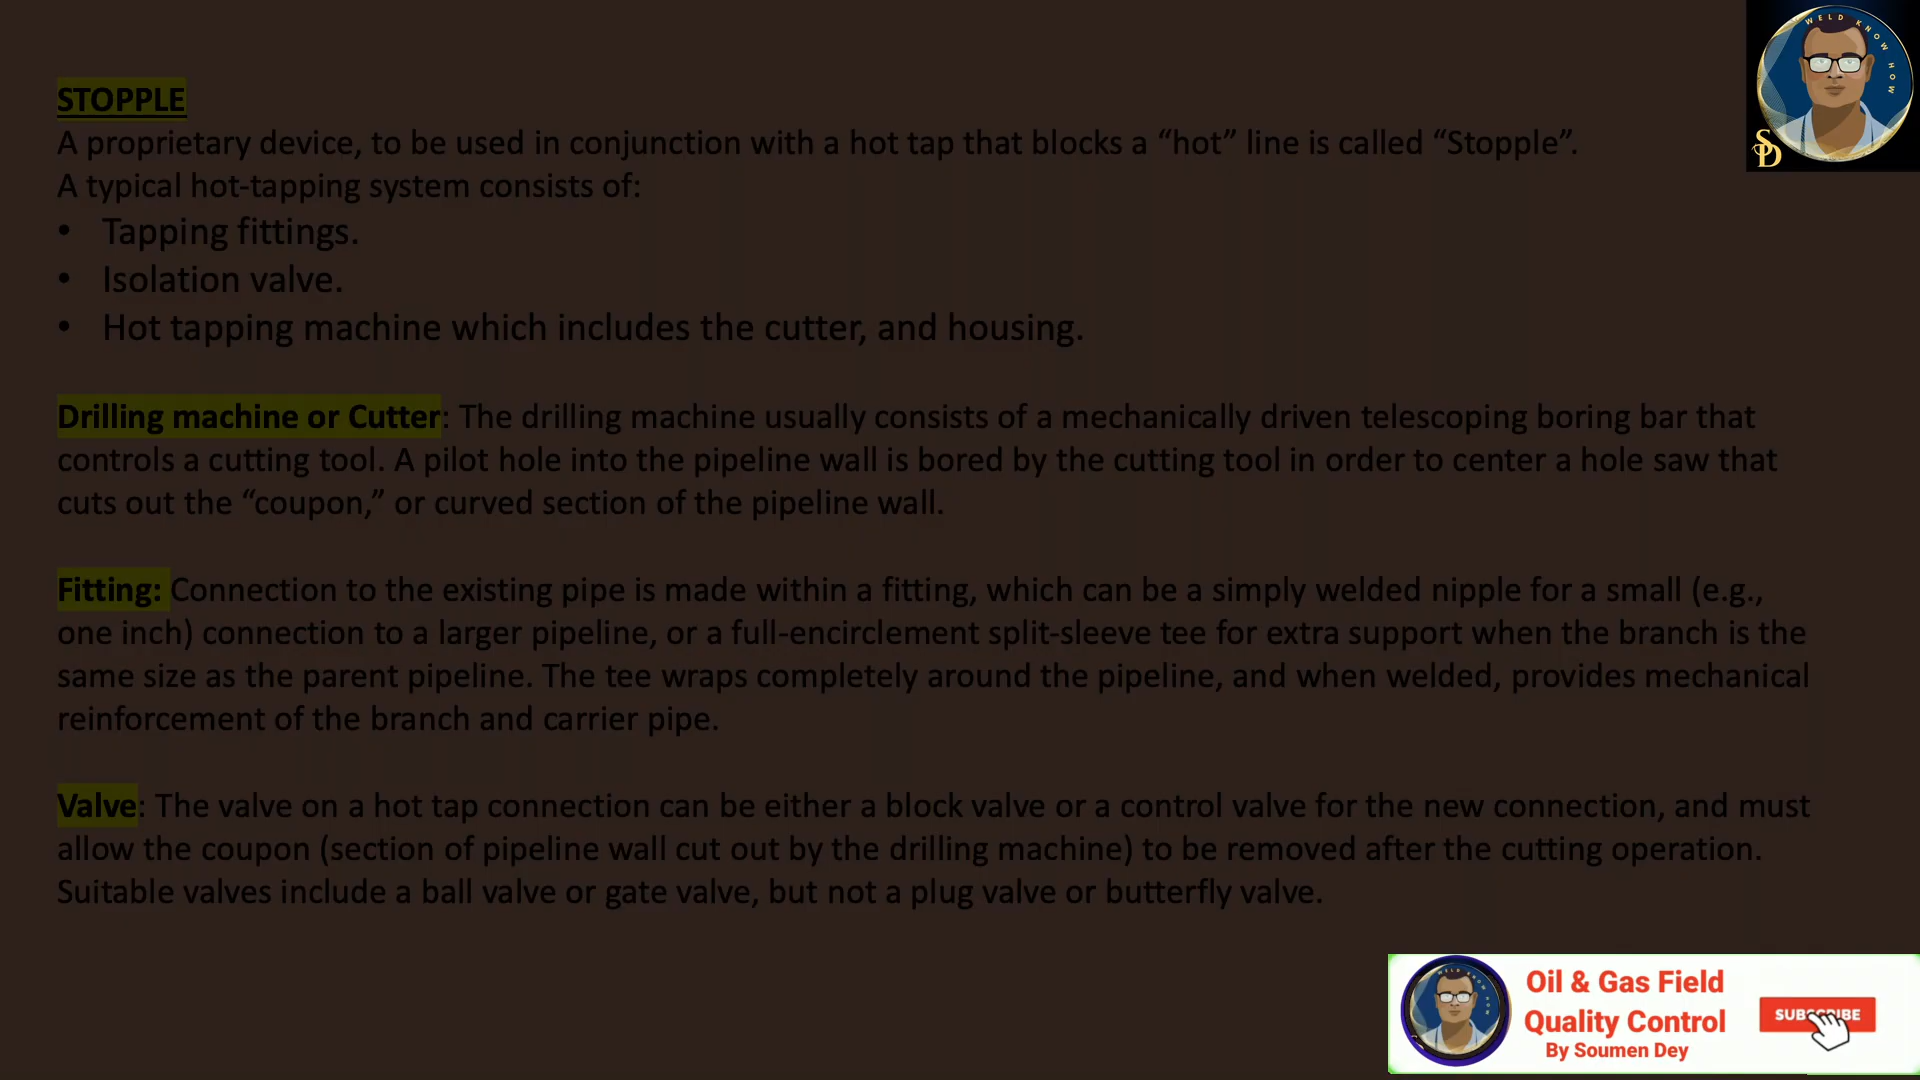 WELD KNOW HOW
SD
STOPPLE
A proprietary device, to be used in conjunction with a hot tap that blocks a “hot” line is called “Stopple”.
A typical hot-tapping system consists of:
• Tapping fittings.
• Isolation valve.
• Hot tapping machine which includes the cutter, and housing.
Drilling machine or Cutter: The drilling machine usually consists of a mechanically driven telescoping boring bar that
controls a cutting tool. A pilot hole into the pipeline wall is bored by the cutting tool in order to center a hole saw that
cuts out the “coupon,” or curved section of the pipeline wall.
Fitting: Connection to the existing pipe is made within a fitting, which can be a simply welded nipple for a small (e.g.,
one inch) connection to a larger pipeline, or a full-encirclement split-sleeve tee for extra support when the branch is the
same size as the parent pipeline. The tee wraps completely around the pipeline, and when welded, provides mechanical
reinforcement of the branch and carrier pipe.
Valve: The valve on a hot tap connection can be either a block valve or a control valve for the new connection, and must
allow the coupon (section of pipeline wall cut out by the drilling machine) to be removed after the cutting operation.
Suitable valves include a ball valve or gate valve, but not a plug valve or butterfly valve.
WELD KNOW HOW
Oil & Gas Field
Quality Control
By Soumen Dey
SUBSCRIBE